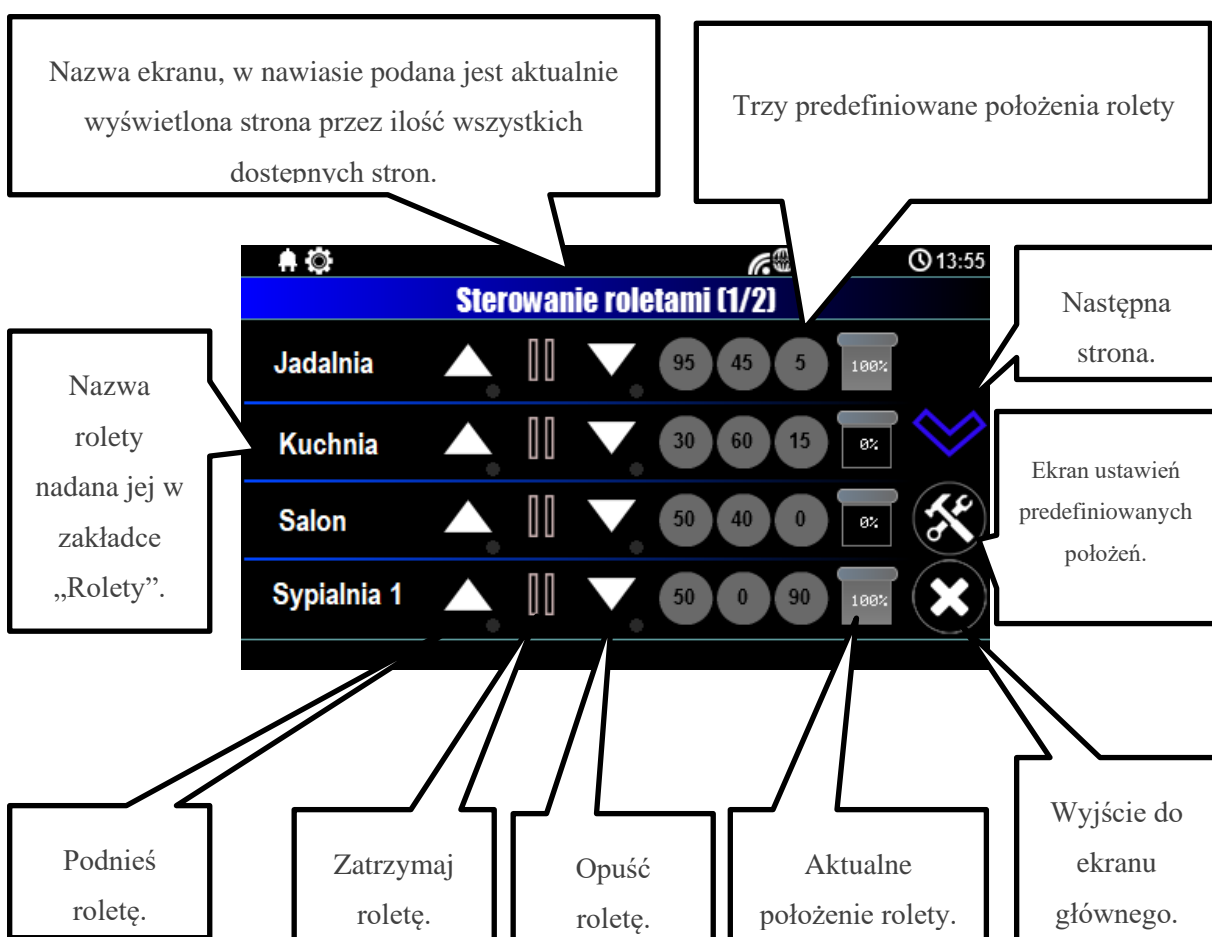 Nazwa ekranu, w nawiasie podana jest aktualnie
wyświetlona strona przez ilość wszystkich
dostępnych stron.
Trzy predefiniowane położenia rolety
13:55
Sterowanie roletami (1/2)
Następna
strona.
Nazwa
rolety
nadana jej w
zakładce
„Rolety”.
Jadalnia 95 45 5 100%
Kuchnia 30 60 15 0%
Salon 50 40 0 0%
Sypialnia 1 50 0 90 100%
Ekran ustawień
predefiniowanych
położeń.
Podnieś
roletę.
Zatrzymaj
roletę.
Opuść
roletę.
Aktualne
położenie rolety.
Wyjście do
ekranu
głównego.